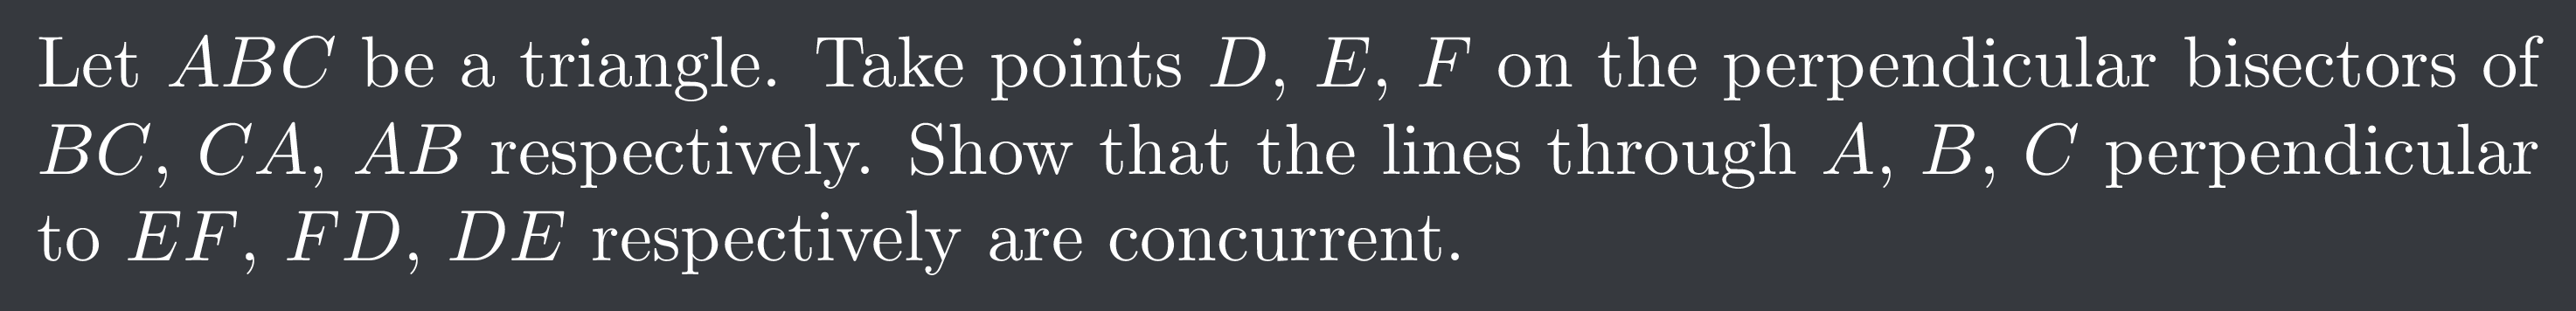 Let ABC be a triangle. Take points D, E, F on the perpendicular bisectors of
BC, CA, AB respectively. Show that the lines through A, B, C perpendicular
to EF, FD, DE respectively are concurrent.